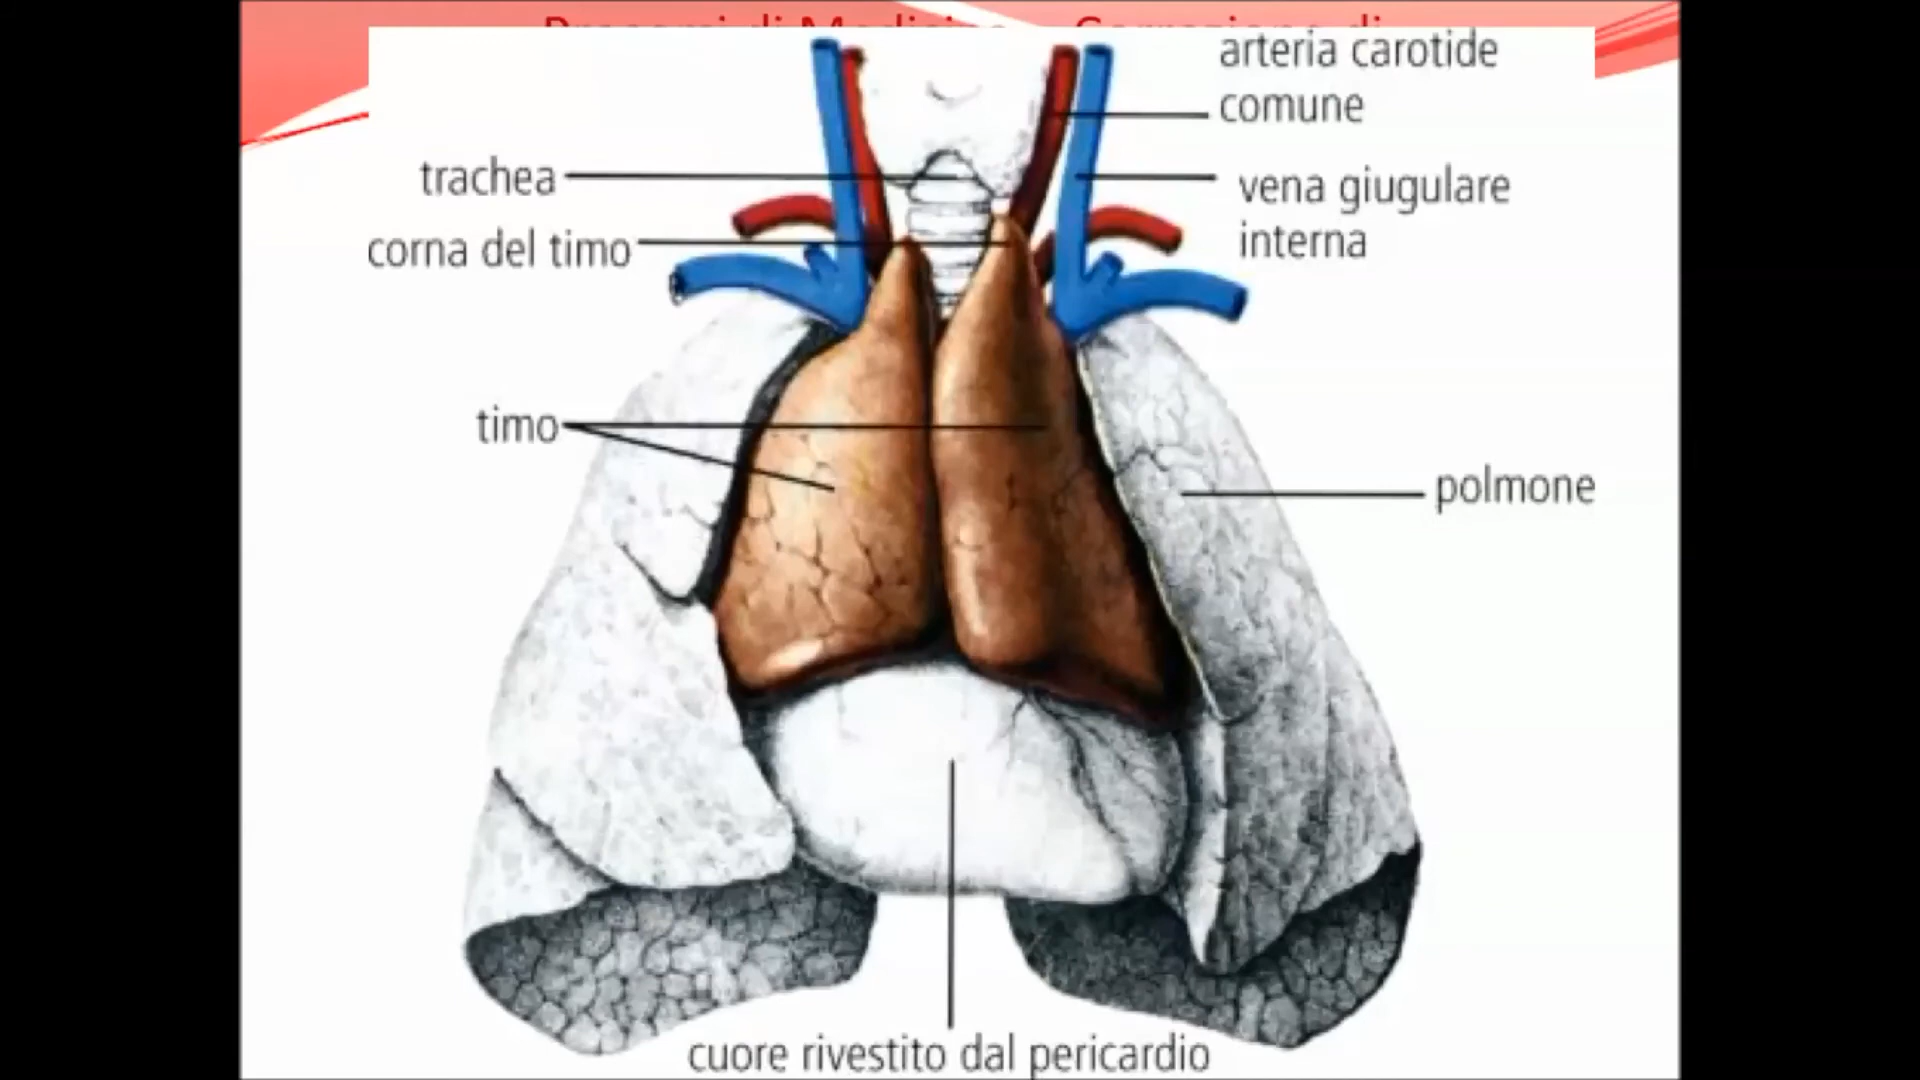 arteria carotide
comune
trachea
vena giugulare
interna
corna del timo
timo
polmone
cuore rivestito dal pericardio